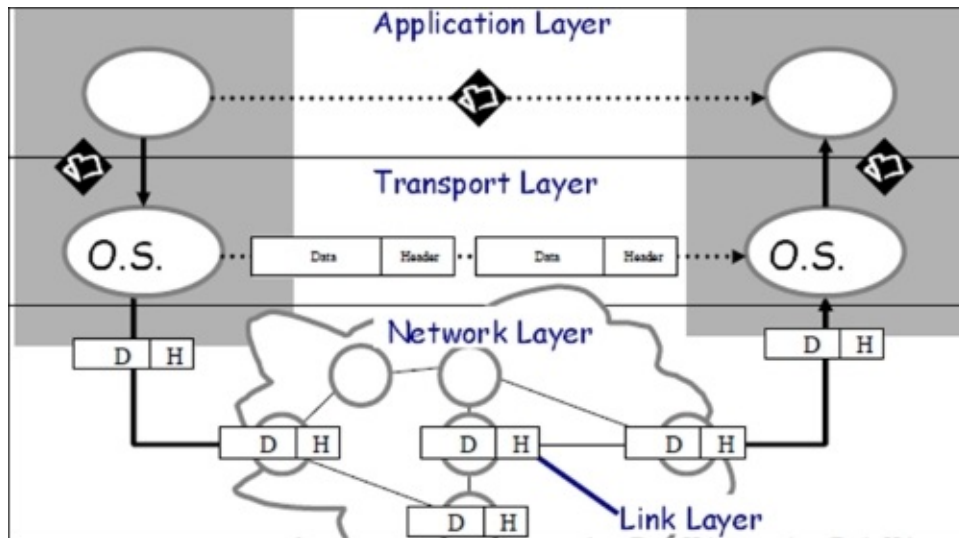 Application Layer
Transport Layer
O.S.
Data
Header
Data
Header
O.S.
Network Layer
D H
D H
D H
D H
D H
D H
Link Layer